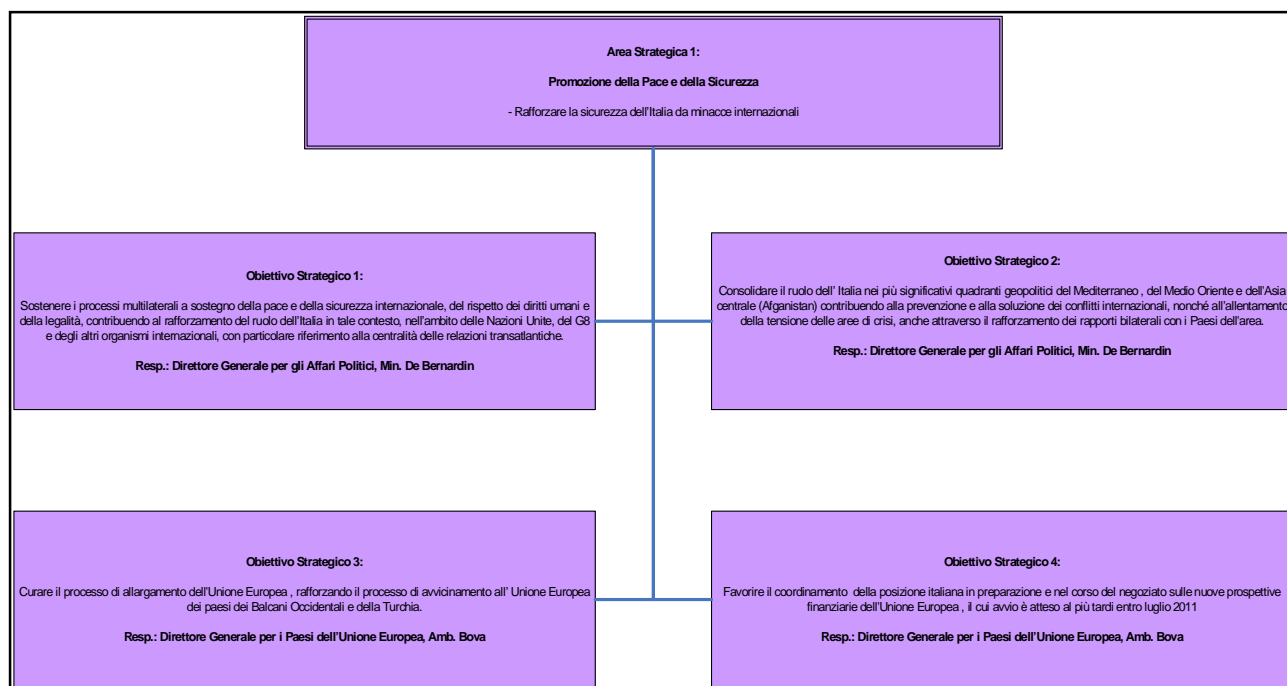 Area Strategica 1:
Promozione della Pace e della Sicurezza
- Rafforzare la sicurezza dell'Italia da minacce internazionali
Obiettivo Strategico 1:
Sostenere i processi multilaterali a sostegno della pace e della sicurezza internazionale, del rispetto dei diritti umani e
della legalità, contribuendo al rafforzamento del ruolo dell'Italia in tale contesto, nell'ambito delle Nazioni Unite, del G8
e degli altri organismi internazionali, con particolare riferimento alla centralità delle relazioni transatlantiche.
Resp.: Direttore Generale per gli Affari Politici, Min. De Bernardin
Obiettivo Strategico 2:
Consolidare il ruolo dell' Italia nei più significativi quadranti geopolitici del Mediterraneo , del Medio Oriente e dell'Asia
centrale (Afganistan) contribuendo alla prevenzione e alla soluzione dei conflitti internazionali, nonché all'allentamento
della tensione delle aree di crisi, anche attraverso il rafforzamento dei rapporti bilaterali con i Paesi dell'area.
Resp.: Direttore Generale per gli Affari Politici, Min. De Bernardin
Obiettivo Strategico 3:
Curare il processo di allargamento dell'Unione Europea , rafforzando il processo di avvicinamento all' Unione Europea
dei paesi dei Balcani Occidentali e della Turchia.
Resp.: Direttore Generale per i Paesi dell'Unione Europea, Amb. Bova
Obiettivo Strategico 4:
Favorire il coordinamento della posizione italiana in preparazione e nel corso del negoziato sulle nuove prospettive
finanziarie dell'Unione Europea , il cui avvio è atteso al più tardi entro luglio 2011
Resp.: Direttore Generale per i Paesi dell'Unione Europea, Amb. Bova